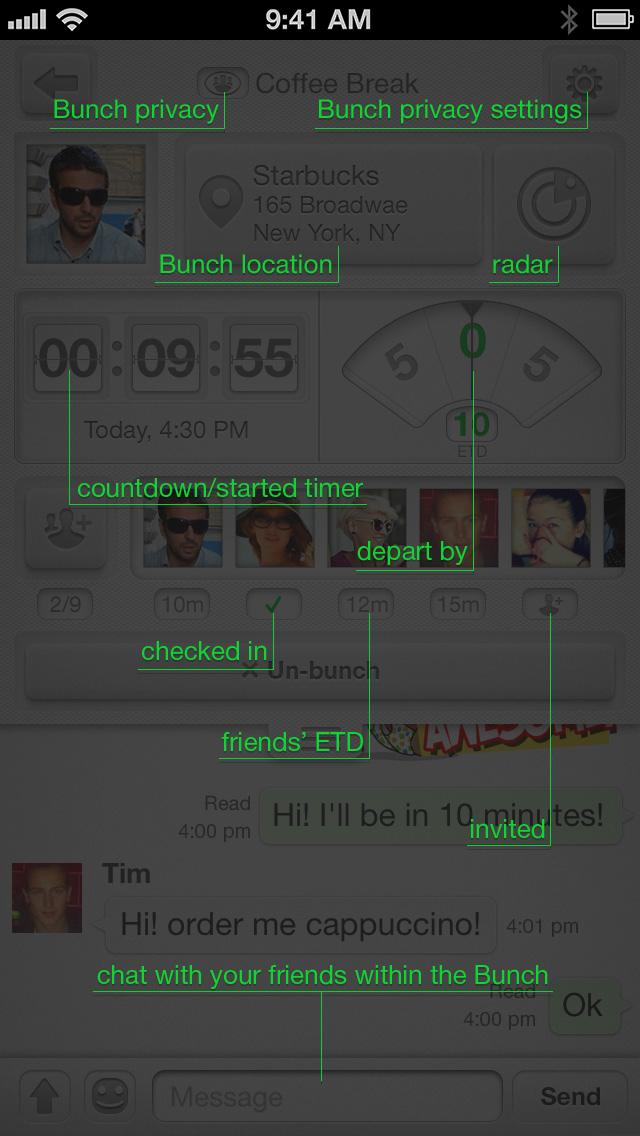 9:41 AM
Coffee Break
Bunch privacy
Bunch privacy settings
Starbucks
165 Broadwae
New York, NY
Bunch location
radar
00:09:55
5
0
5
10
ETD
Today, 4:30 PM
countdown/started timer
depart by
2/9
10m
12m
15m
checked in
× Un-bunch
friends’ ETD
AWESOME
Read
4:00 pm
Hi! I'll be in 10 minutes!
invited
Tim
Hi! order me cappuccino!
4:01 pm
chat with your friends within the Bunch
Read
4:00 pm
Ok
Message
Send